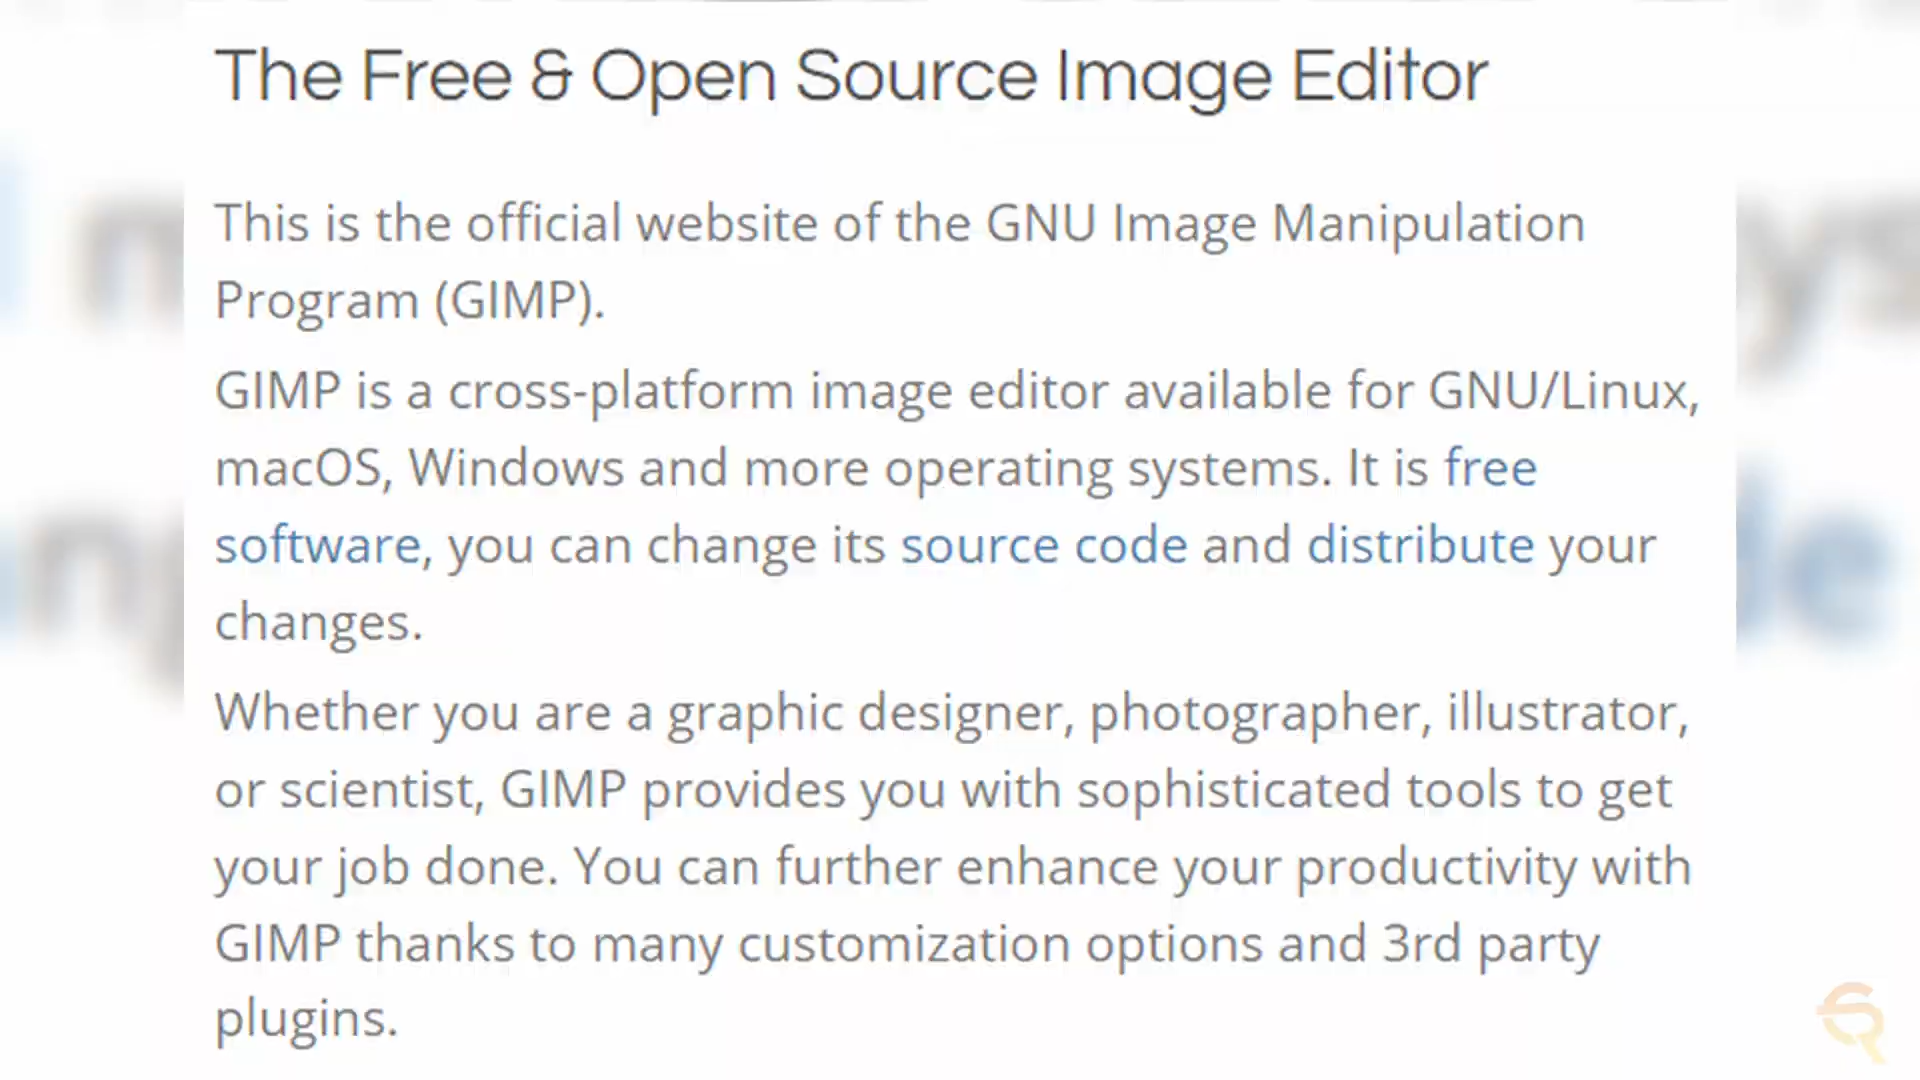 The Free & Open Source Image Editor
This is the official website of the GNU Image Manipulation
Program (GIMP).
GIMP is a cross-platform image editor available for GNU/Linux,
macOS, Windows and more operating systems. It is free
software, you can change its source code and distribute your
changes.
Whether you are a graphic designer, photographer, illustrator,
or scientist, GIMP provides you with sophisticated tools to get
your job done. You can further enhance your productivity with
GIMP thanks to many customization options and 3rd party
plugins.